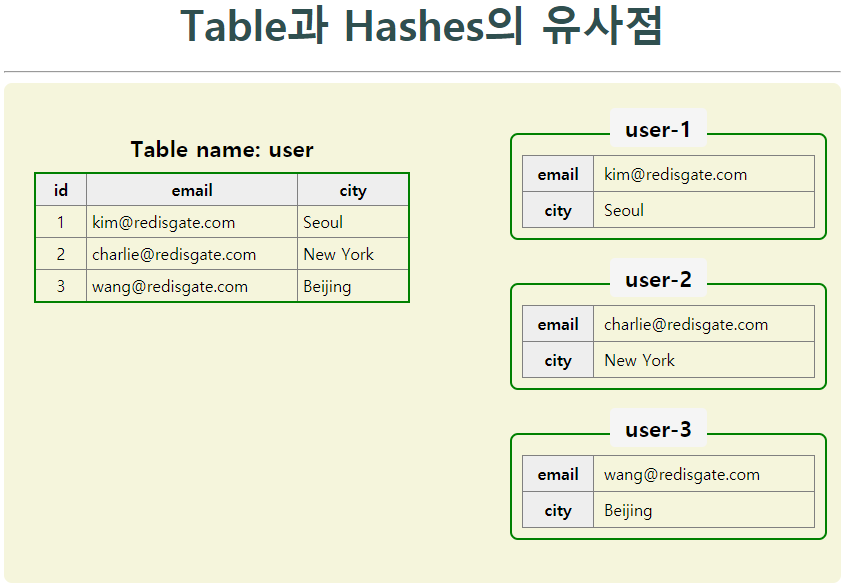 Table과 Hashes의 유사점
Table name: user
id email city
1 kim@redisgate.com Seoul
2 charlie@redisgate.com New York
3 wang@redisgate.com Beijing
user-1
email kim@redisgate.com
city Seoul
user-2
email charlie@redisgate.com
city New York
user-3
email wang@redisgate.com
city Beijing